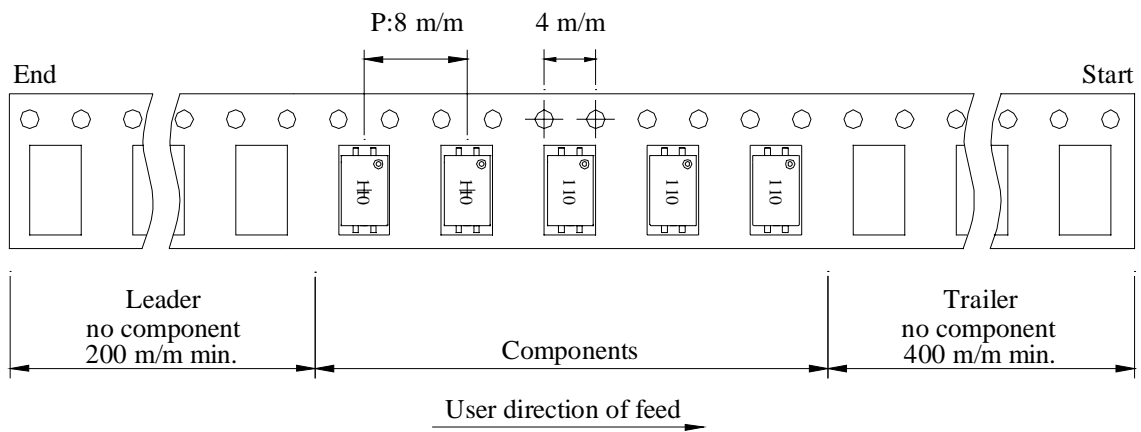 P:8 m/m
4 m/m
End
Start
110
110
110
110
110
Leader
no component
200 m/m min.
Components
Trailer
no component
400 m/m min.
User direction of feed